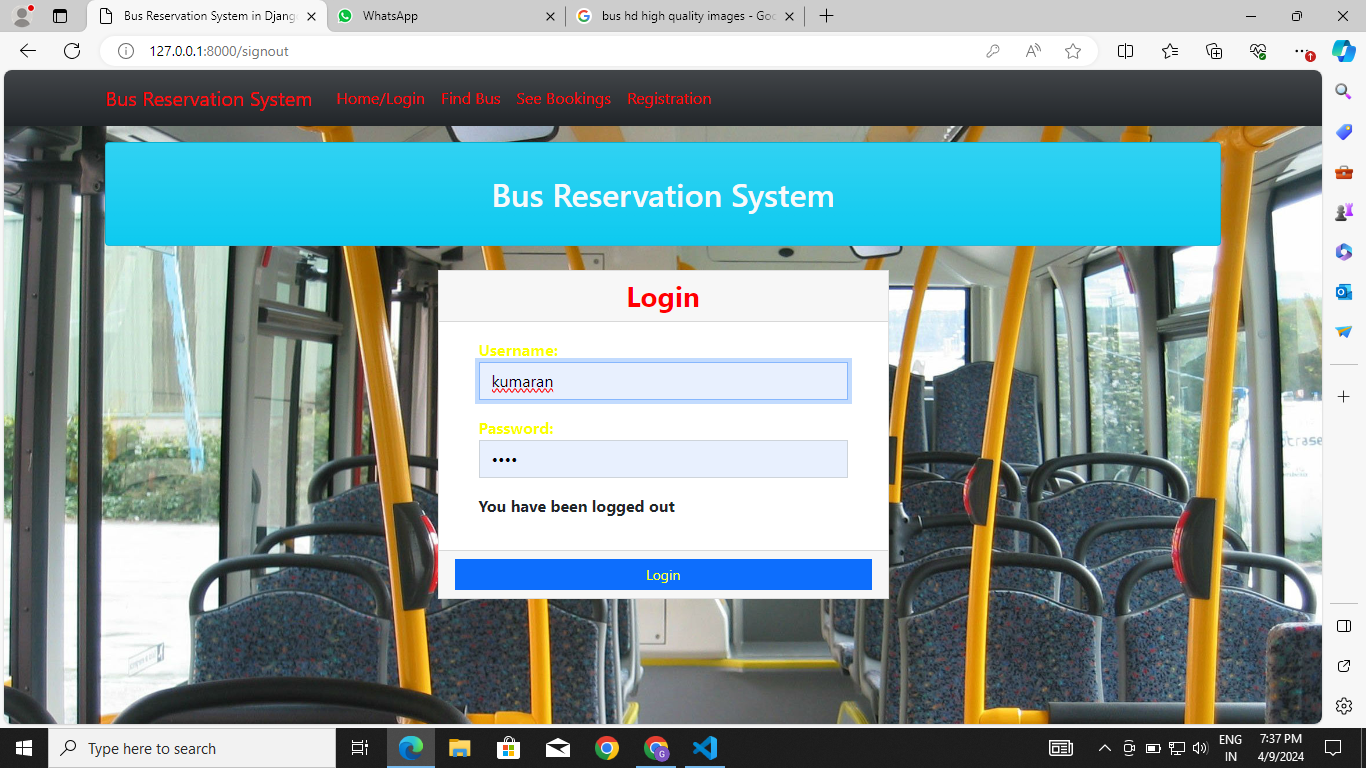 Bus Reservation System in Djang
WhatsApp
bus hd high quality images - Goo
127.0.0.1:8000/signout
Bus Reservation System Home/Login Find Bus See Bookings Registration
Bus Reservation System
Login
Username:
kumaran
Password:
••••
You have been logged out
Login
Type here to search
ENG
IN
7:37 PM
4/9/2024